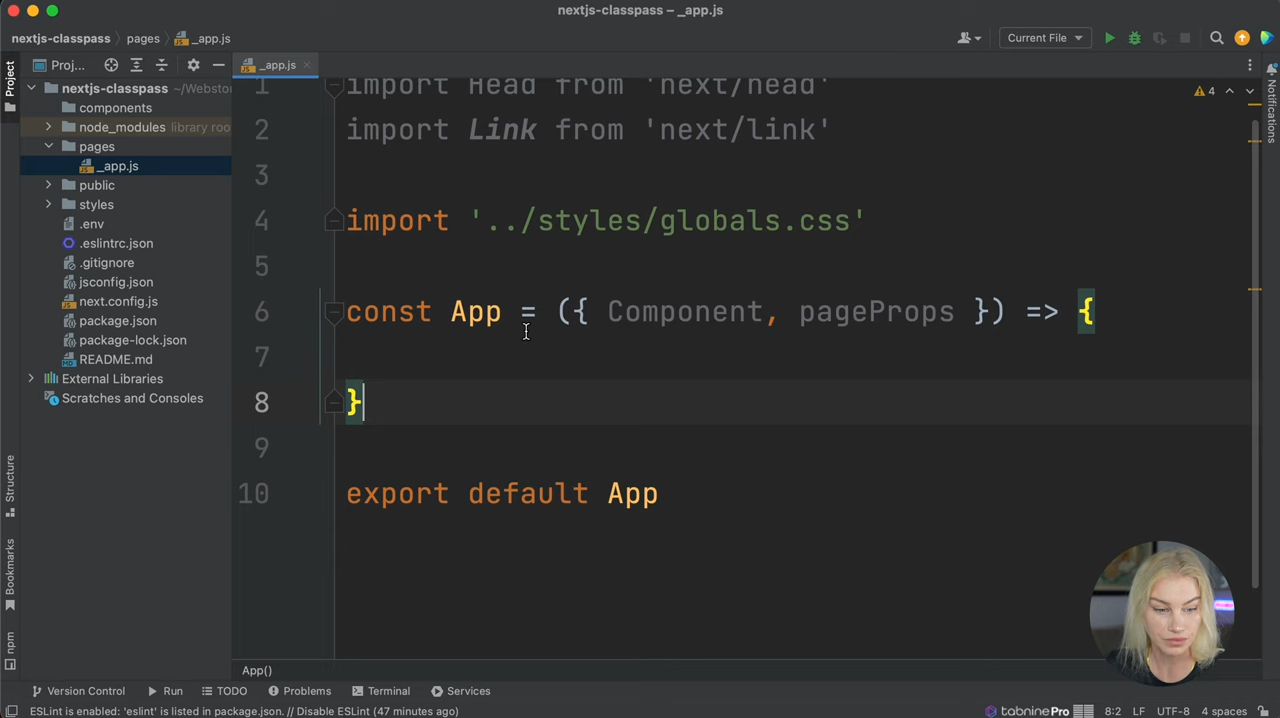 nextjs-classpass – _app.js
nextjs-classpass
pages
_app.js
Current File
Project
Proj...
_app.js
nextjs-classpass ~/Websto
components
node_modules library roo
pages
_app.js
public
styles
.env
.eslintrc.js
.gitignore
jsconfig.json
next.config.js
package.json
package-lock.json
README.md
External Libraries
Scratches and Consoles
1 import Head from 'next/head'
2 import Link from 'next/link'
3
4 import '../styles/globals.css'
5
6 const App = ({ Component, pageProps }) => {
7
8 }
9
10 export default App
4
Notifications
Structure
Bookmarks
npm
App()
Version Control
Run
TODO
Problems
Terminal
Services
ESLint is enabled: 'eslint' is listed in package.json. // Disable ESLint (47 minutes ago)
tabnine Pro
8:2 LF UTF-8 4 spaces